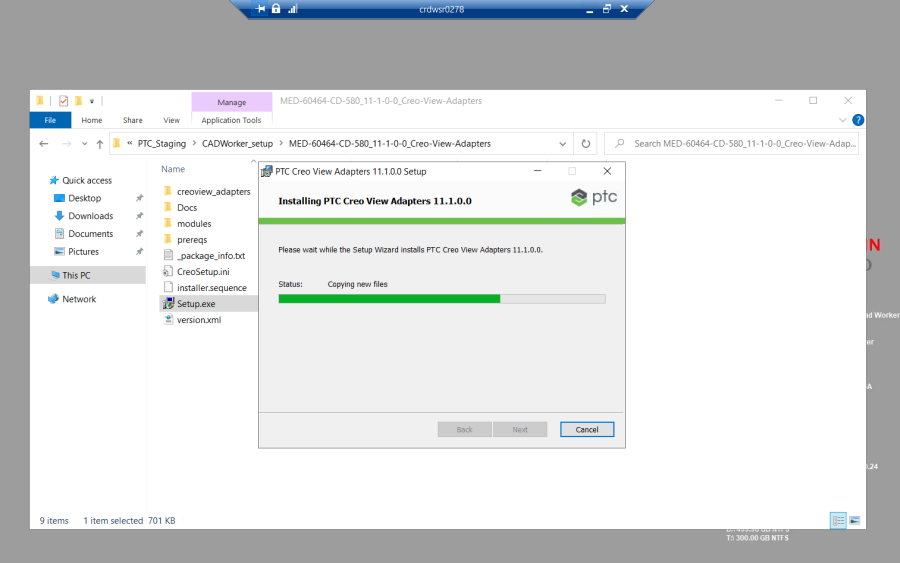 crdwsr0278
Manage
MED-60464-CD-580_11-1-0-0_Creo-View-Adapters
File
Home
Share
View
Application Tools
?
« PTC_Staging > CADWorker_setup > MED-60464-CD-580_11-1-0-0_Creo-View-Adapters
Search MED-60464-CD-580_11-1-0-0_Creo-View-Adap...
Quick access
Desktop
Downloads
Documents
Pictures
This PC
Network
Name
creoview_adapters
Docs
modules
prereqs
_package_info.txt
CreoSetup.ini
installer.sequence
Setup.exe
version.xml
PTC Creo View Adapters 11.1.0.0 Setup
Installing PTC Creo View Adapters 11.1.0.0
ptc
Please wait while the Setup Wizard installs PTC Creo View Adapters 11.1.0.0.
Status:
Copying new files
Back
Next
Cancel
9 items
1 item selected
701 KB
IN
Worker
T:\ 300.00 GB NTFS